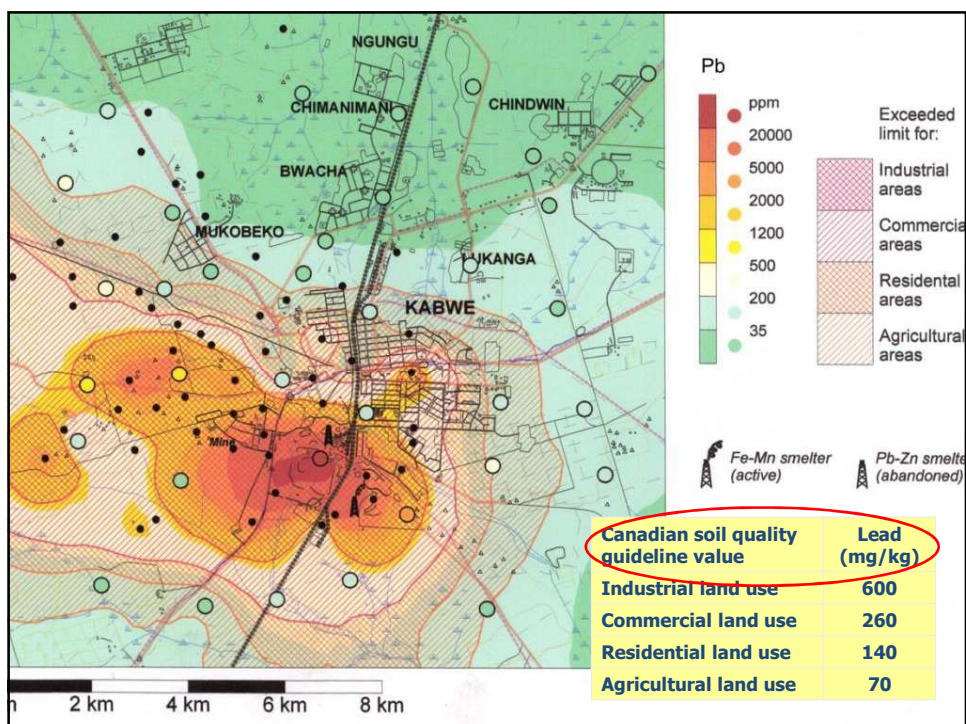 NGUNGU
CHIMANIMANI
CHINDWIN
BWACHA
MUKOBEKO
LUKANGA
KABWE
Mine
2 km
4 km
6 km
8 km
Pb
ppm
20000
5000
2000
1200
500
200
35
Exceeded
limit for:
Industrial
areas
Commercia
areas
Residental
areas
Agricultural
areas
Fe-Mn smelter
(active)
Pb-Zn smelte
(abandoned)
Canadian soil quality guideline value Lead (mg/kg)
Industrial land use 600
Commercial land use 260
Residential land use 140
Agricultural land use 70